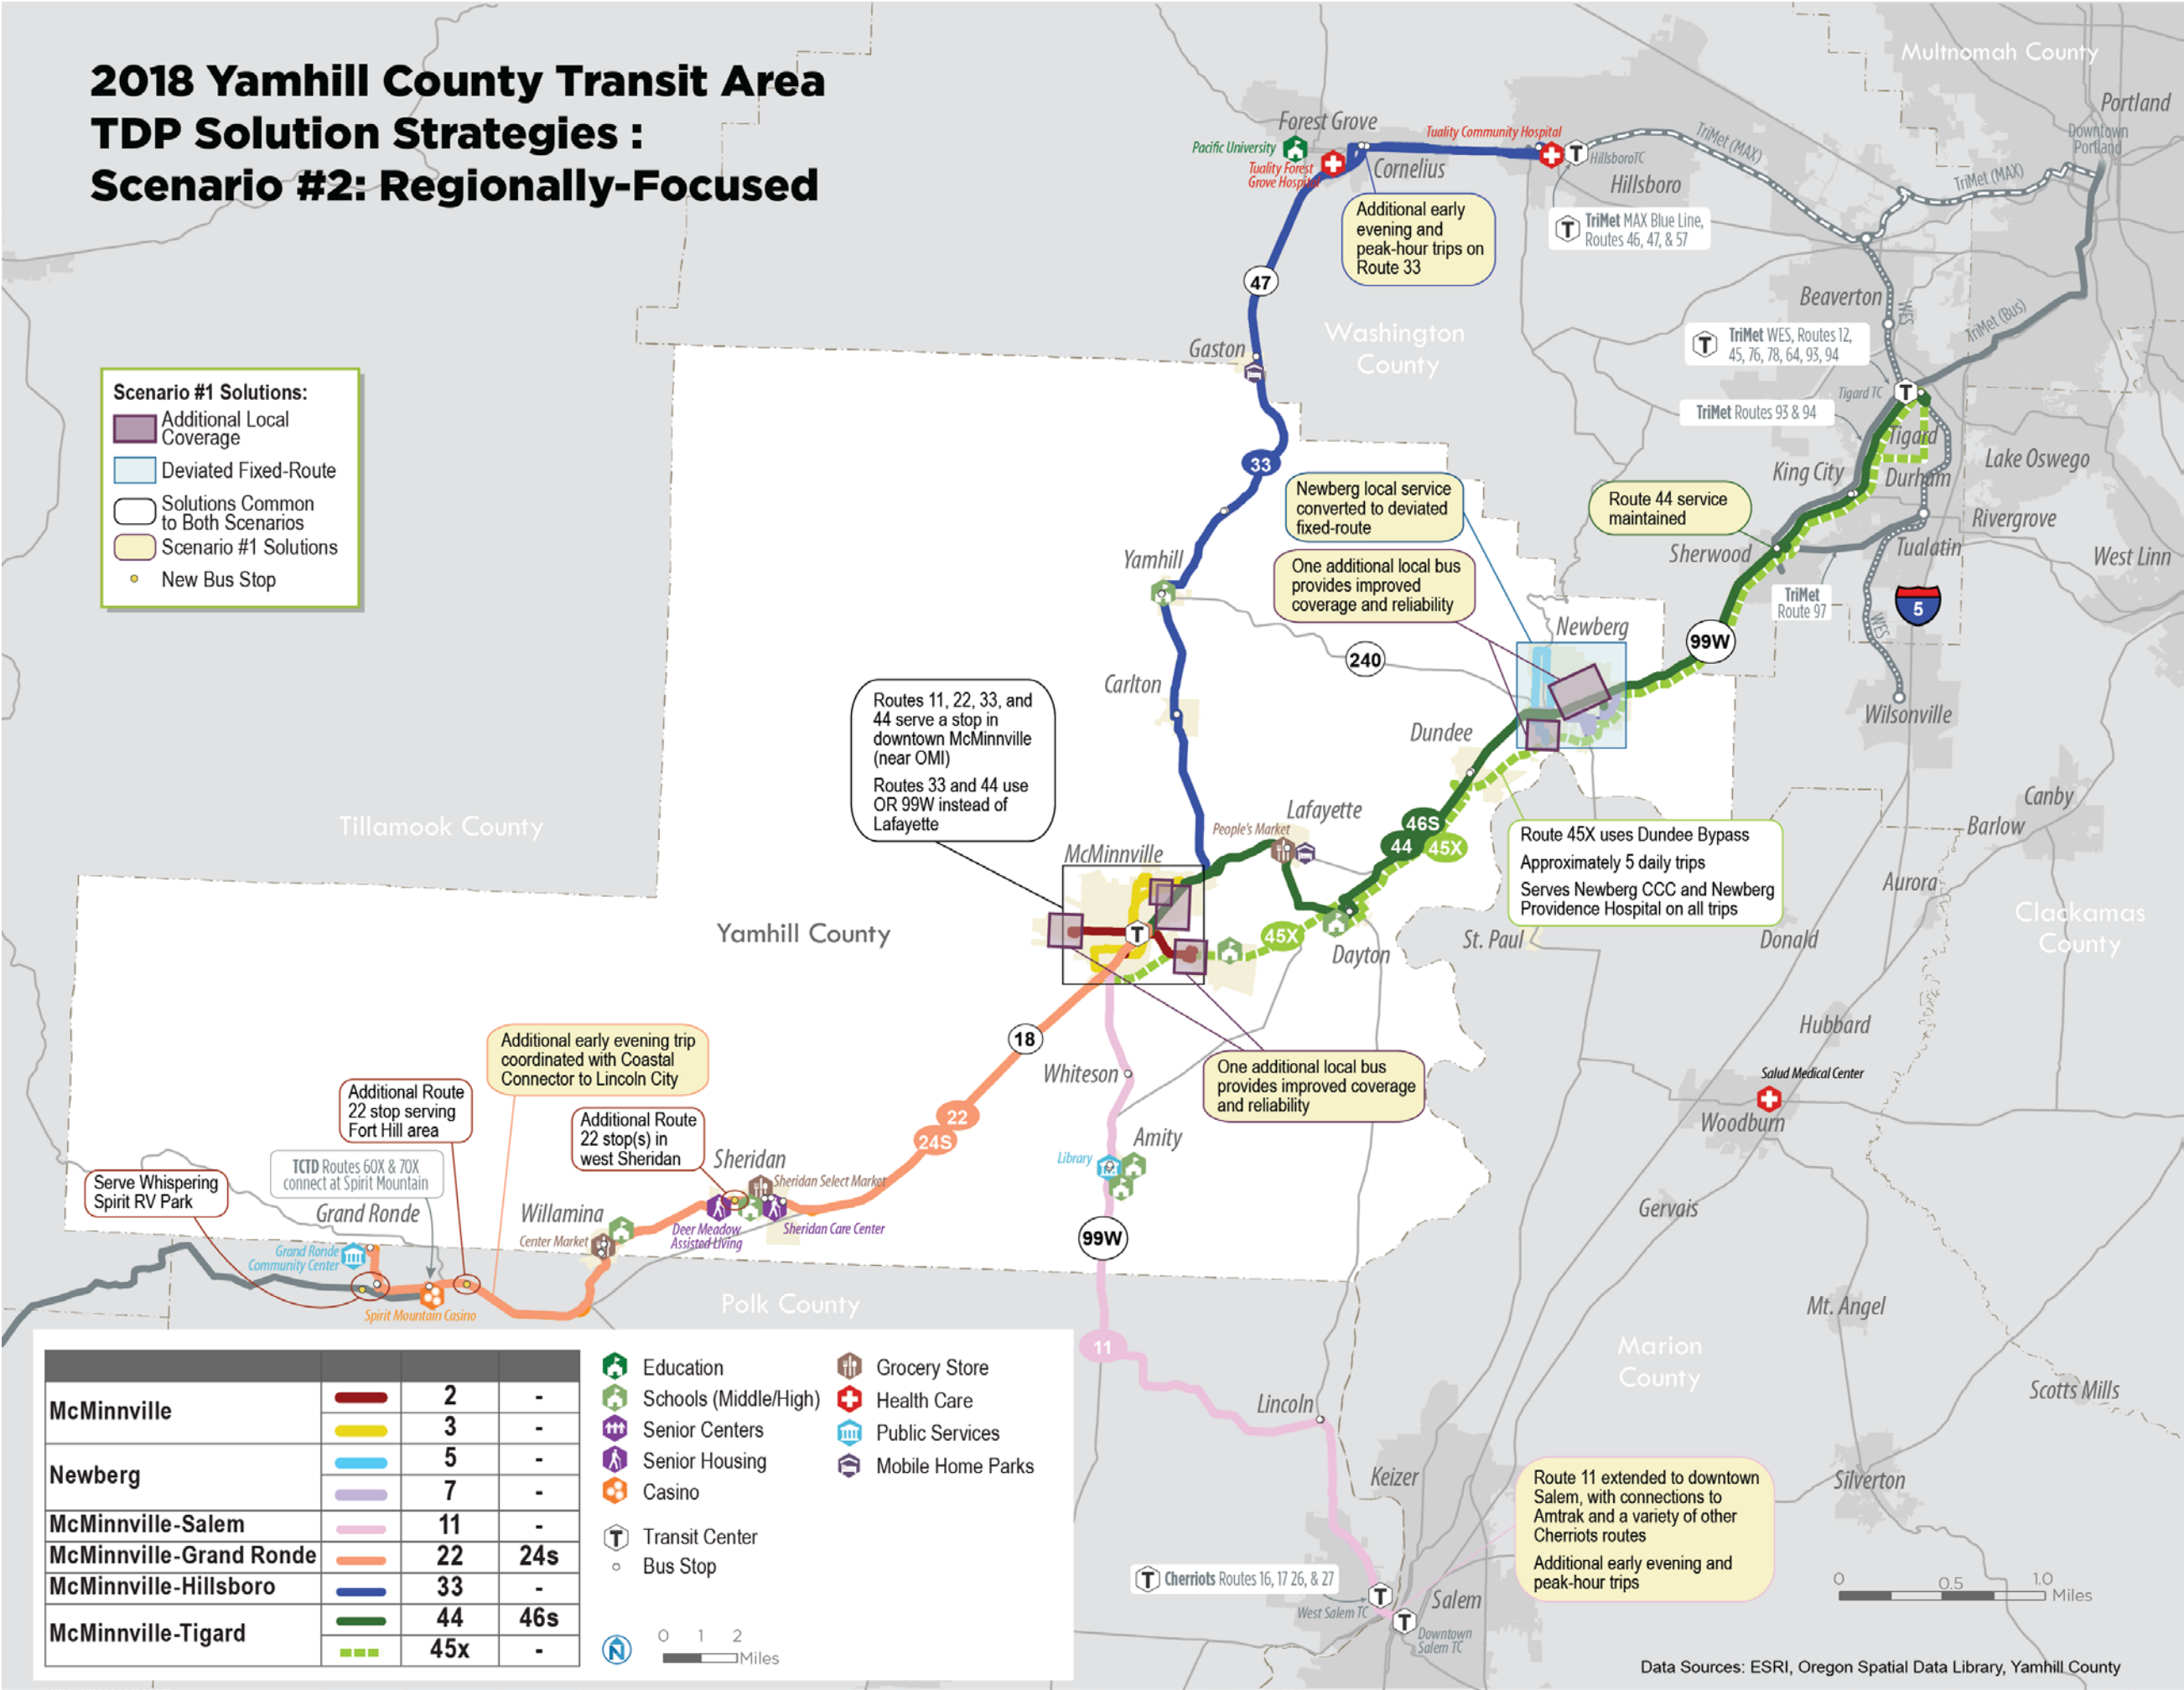 2018 Yamhill County Transit Area
TDP Solution Strategies :
Scenario #2: Regionally-Focused
Multnomah County
Portland
Downtown
Portland
TriMet (MAX)
TriMet (MAX)
Forest Grove
Pacific University
Tuality Forest
Grove Hospital
Cornelius
Tuality Community Hospital
HillsboroTC
Hillsboro
TriMet MAX Blue Line,
Routes 46, 47, & 57
Additional early
evening and
peak-hour trips on
Route 33
47
Washington
County
Gaston
Beaverton
WES
TriMet (Bus)
TriMet WES, Routes 12,
45, 76, 78, 64, 93, 94
Tigard TC
TriMet Routes 93 & 94
Tigard
King City
Durham
Lake Oswego
Rivergrove
Tualatin
West Linn
Sherwood
TriMet
Route 97
WES
5
Wilsonville
Scenario #1 Solutions:
Additional Local
Coverage
Deviated Fixed-Route
Solutions Common
to Both Scenarios
Scenario #1 Solutions
New Bus Stop
33
Newberg local service
converted to deviated
fixed-route
Route 44 service
maintained
One additional local bus
provides improved
coverage and reliability
Yamhill
Newberg
99W
240
Carlton
Dundee
Routes 11, 22, 33, and
44 serve a stop in
downtown McMinnville
(near OMI)
Routes 33 and 44 use
OR 99W instead of
Lafayette
Tillamook County
Lafayette
People's Market
46S
44
45X
McMinnville
T
Route 45X uses Dundee Bypass
Approximately 5 daily trips
Serves Newberg CCC and Newberg
Providence Hospital on all trips
Canby
Barlow
Aurora
Clackamas
County
Yamhill County
45X
Dayton
St. Paul
Donald
Hubbard
Salud Medical Center
Woodburn
Gervais
18
Whiteson
One additional local bus
provides improved coverage
and reliability
Additional early evening trip
coordinated with Coastal
Connector to Lincoln City
Additional Route
22 stop serving
Fort Hill area
Additional Route
22 stop(s) in
west Sheridan
22
24S
Amity
Library
Sheridan
Sheridan Select Market
Deer Meadow
Assisted Living
Sheridan Care Center
Serve Whispering
Spirit RV Park
TCTD Routes 60X & 70X
connect at Spirit Mountain
Grand Ronde
Willamina
Center Market
Grand Ronde
Community Center
Spirit Mountain Casino
99W
Polk County
Mt. Angel
Marion
County
Scotts Mills
11
Lincoln
Keizer
Silverton
Route 11 extended to downtown
Salem, with connections to
Amtrak and a variety of other
Cherriots routes
Additional early evening and
peak-hour trips
Cherriots Routes 16, 17 26, & 27
West Salem TC
Salem
Downtown
Salem TC
0 0.5 1.0
Miles
McMinnville 2 -
3 -
Newberg 5 -
7 -
McMinnville-Salem 11 -
McMinnville-Grand Ronde 22 24s
McMinnville-Hillsboro 33 -
McMinnville-Tigard 44 46s
45x -
Education
Schools (Middle/High)
Senior Centers
Senior Housing
Casino
Transit Center
Bus Stop
Grocery Store
Health Care
Public Services
Mobile Home Parks
N
0 1 2
Miles
Data Sources: ESRI, Oregon Spatial Data Library, Yamhill County